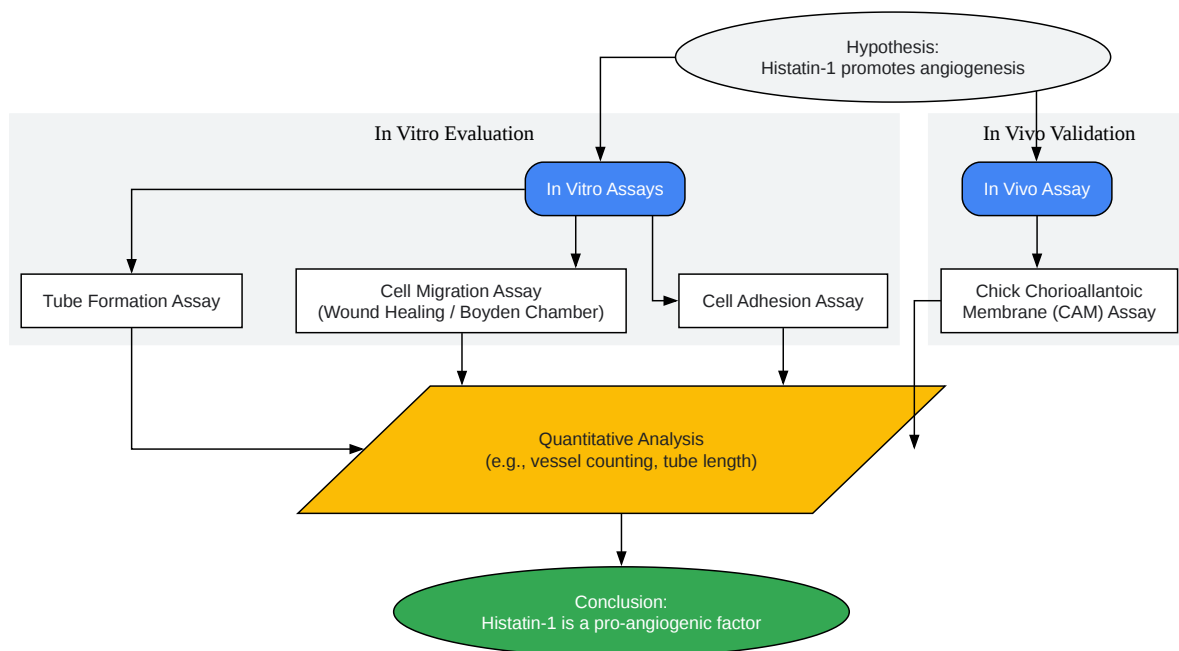 Hypothesis:
Histatin-1 promotes angiogenesis
In Vitro Evaluation
In Vivo Validation
In Vitro Assays
In Vivo Assay
Tube Formation Assay
Cell Migration Assay
(Wound Healing / Boyden Chamber)
Cell Adhesion Assay
Chick Chorioallantoic
Membrane (CAM) Assay
Quantitative Analysis
(e.g., vessel counting, tube length)
Conclusion:
Histatin-1 is a pro-angiogenic factor